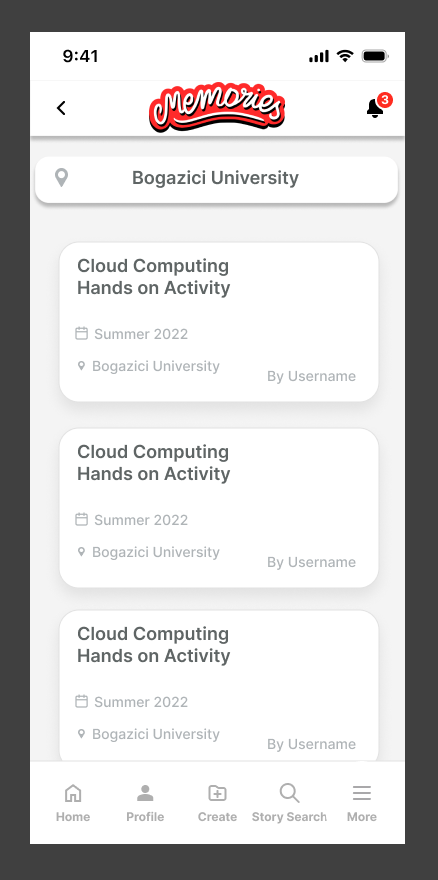 9:41
Memories
3
Bogazici University
Cloud Computing
Hands on Activity
Summer 2022
Bogazici University
By Username
Cloud Computing
Hands on Activity
Summer 2022
Bogazici University
By Username
Cloud Computing
Hands on Activity
Summer 2022
Bogazici University
By Username
Home Profile Create Story Search More